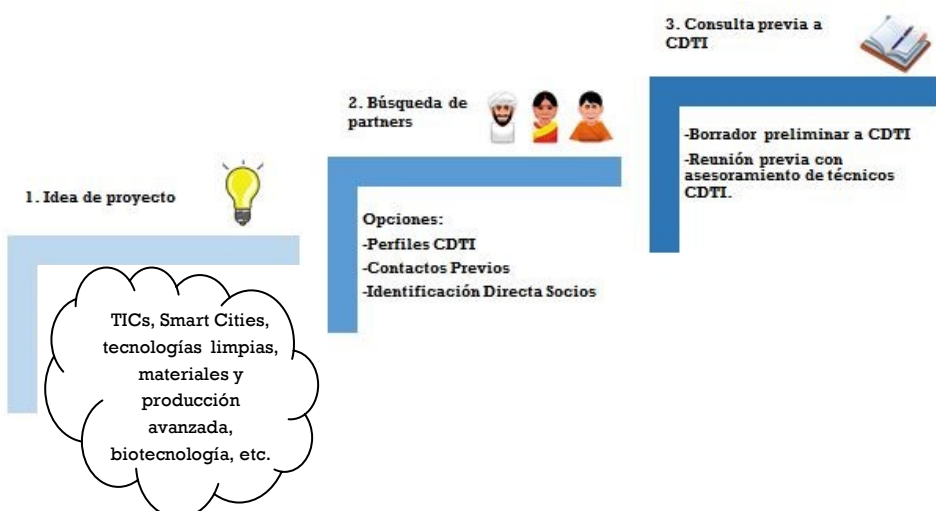 1. Idea de proyecto
TICs, Smart Cities,
tecnologías limpias,
materiales y
producción
avanzada,
biotecnología, etc.
2. Búsqueda de
partners
Opciones:
-Perfiles CDTI
-Contactos Previos
-Identificación Directa Socios
3. Consulta previa a
CDTI
-Borrador preliminar a CDTI
-Reunión previa con
asesoramiento de técnicos
CDTI.